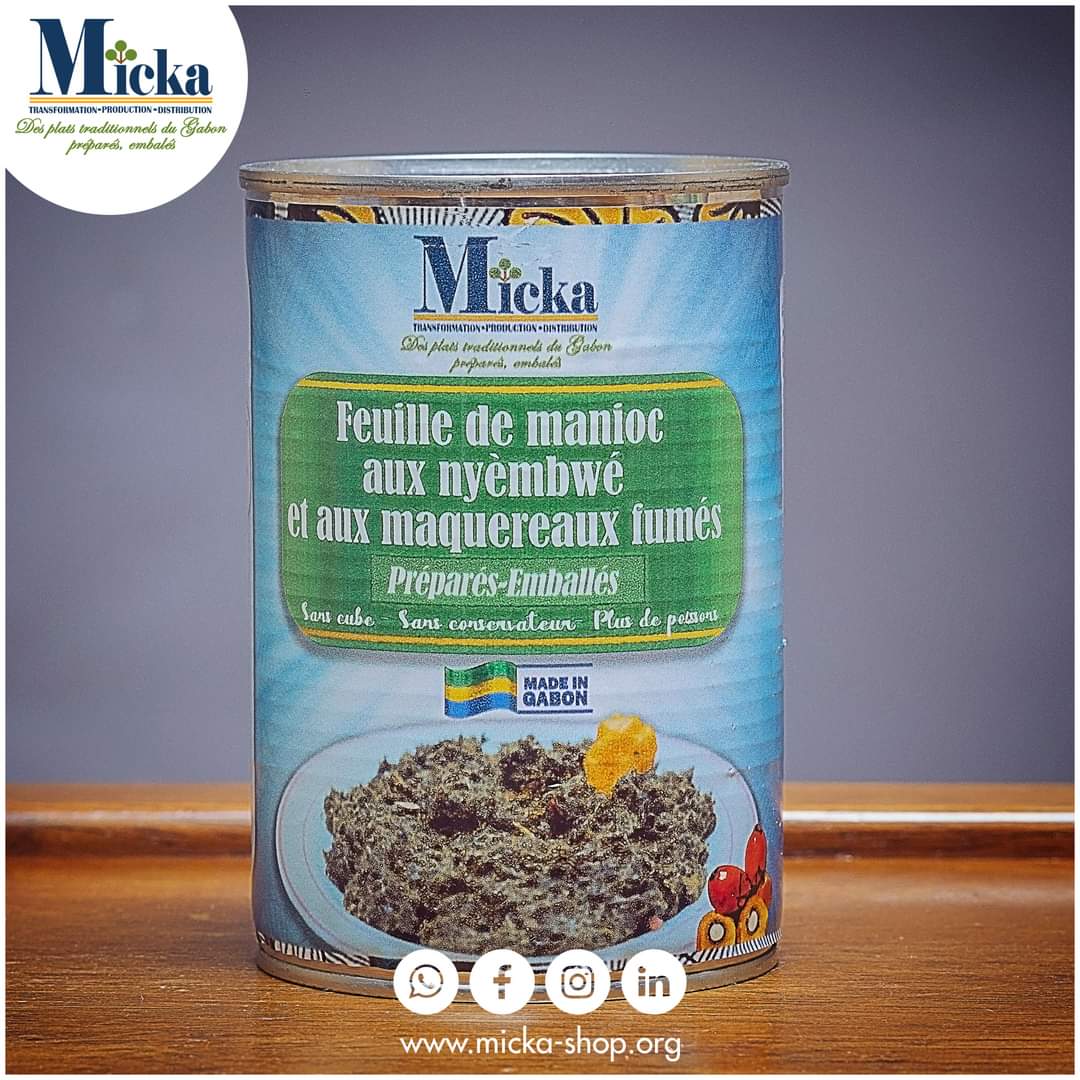 Micka
TRANSFORMATION•PRODUCTION•DISTRIBUTION
Des plats traditionnels du Gabon
préparés, embalés
Micka
TRANSFORMATION•PRODUCTION•DISTRIBUTION
Des plats traditionnels du Gabon
préparés, embalés
Feuille de manioc
aux nyèmbwé
et aux maquereaux fumés
Préparés-Emballés
Sans cube - Sans conservateur- Plus de poissons
MADE IN
GABON
www.micka-shop.org